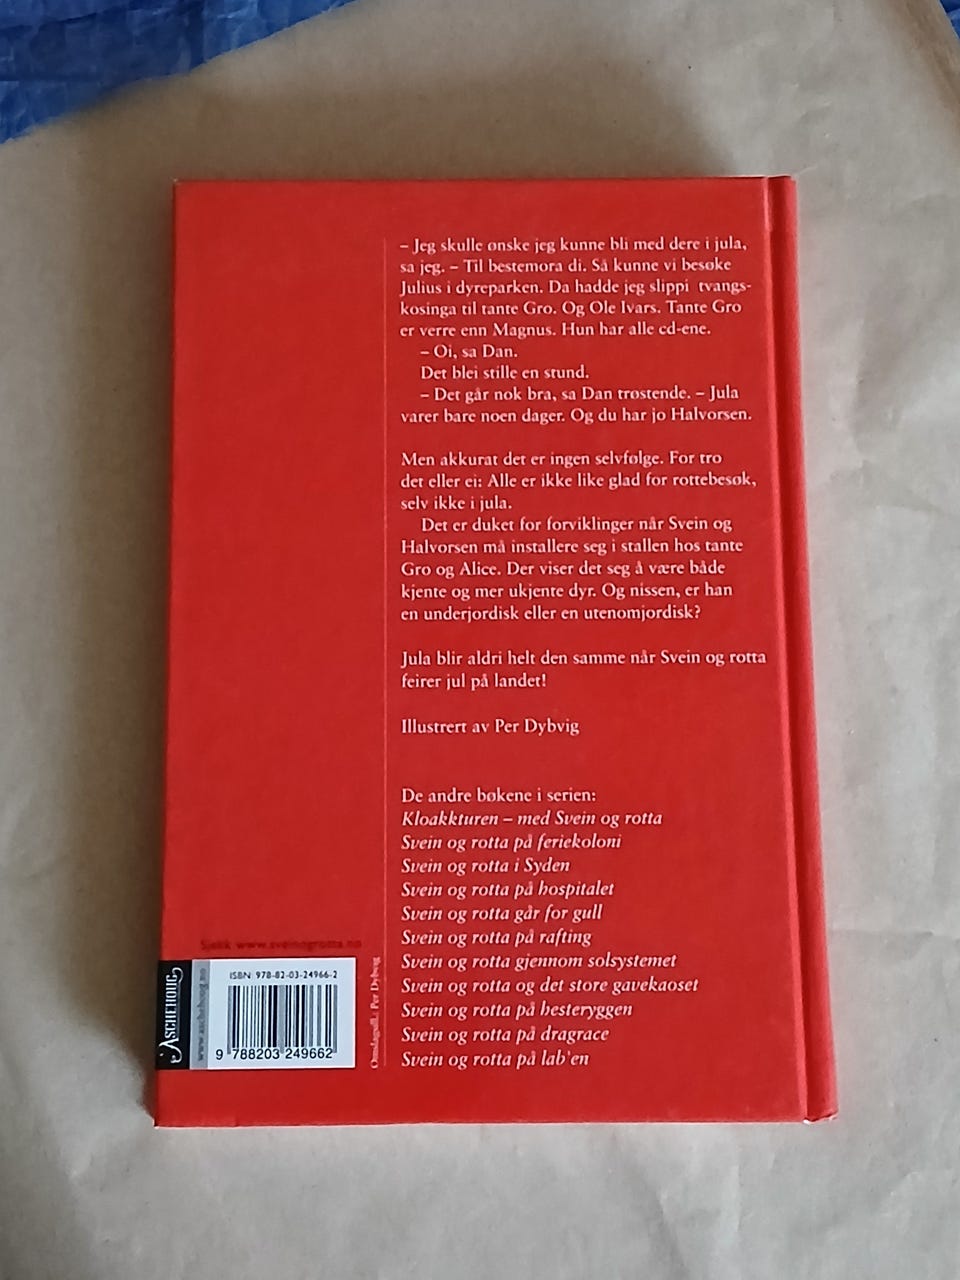 – Jeg skulle ønske jeg kunne bli med dere i jula,
sa jeg. – Til bestemora di. Så kunne vi besøke
Julius i dyreparken. Da hadde jeg slippi tvangs-
kosinga til tante Gro. Og Ole Ivars. Tante Gro
er verre enn Magnus. Hun har alle cd-ene.
– Oi, sa Dan.
Det blei stille en stund.
– Det går nok bra, sa Dan trøstende. – Jula
varer bare noen dager. Og du har jo Halvorsen.
Men akkurat det er ingen selvfølge. For tro
det eller ei: Alle er ikke like glad for rottebesøk,
selv ikke i jula.
Det er duket for forviklinger når Svein og
Halvorsen må installere seg i stallen hos tante
Gro og Alice. Der viser det seg å være både
kjente og mer ukjente dyr. Og nissen, er han
en underjordisk eller en utenomjordisk?
Jula blir aldri helt den samme når Svein og rotta
feirer jul på landet!
Illustrert av Per Dybvig
De andre bøkene i serien:
Kloakkturen – med Svein og rotta
Svein og rotta på feriekoloni
Svein og rotta i Syden
Svein og rotta på hospitalet
Svein og rotta går for gull
Svein og rotta på rafting
Svein og rotta gjennom solsystemet
Svein og rotta og det store gavekaoset
Svein og rotta på hesteryggen
Svein og rotta på dragrace
Svein og rotta på lab'en
Sjekk www.sveinogrotta.no
ISBN: 978-82-03-24966-2
9 788203 249662
ASCHEHOUG
www.aschehoug.no
Omslagsill.: Per Dybvig